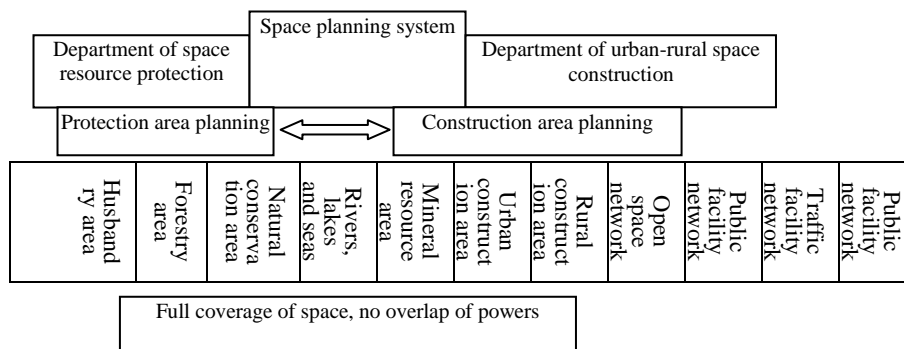 Space planning system
Department of space
resource protection
Department of urban-rural space
construction
Protection area planning
Construction area planning
Husband
ry area
Forestry
area
Natural
conserva
tion area
Rivers,
lakes
and seas
Mineral
resource
area
Urban
construct
ion area
Rural
construct
ion area
Open
space
network
Public
facility
network
Traffic
facility
network
Public
facility
network
Full coverage of space, no overlap of powers